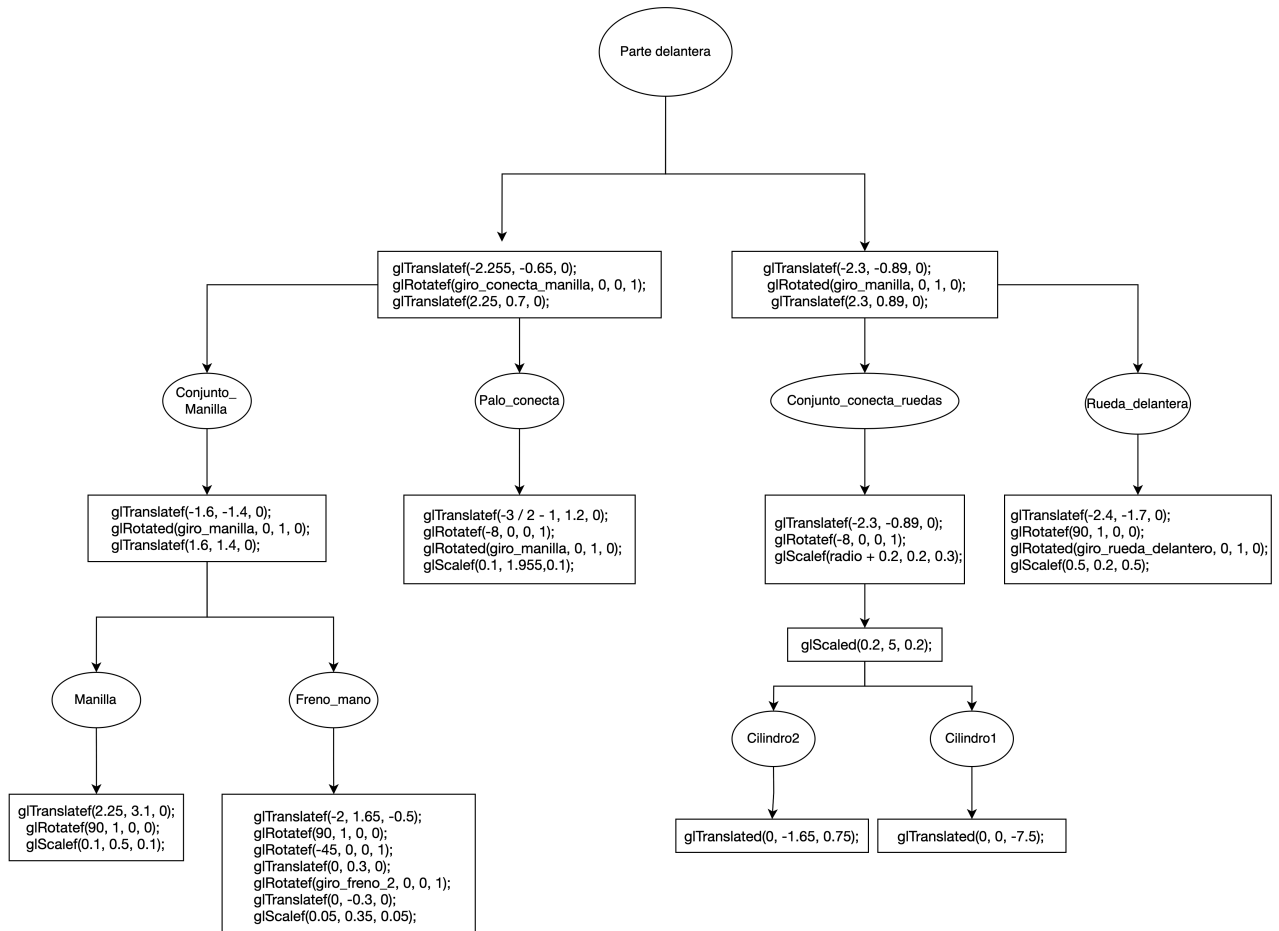 Parte delantera
glTranslatef(-2.255, -0.65, 0);
glRotatef(giro_conecta_manilla, 0, 0, 1);
glTranslatef(2.25, 0.7, 0);
glTranslatef(-2.3, -0.89, 0);
glRotated(giro_manilla, 0, 1, 0);
glTranslatef(2.3, 0.89, 0);
Conjunto_
Manilla
Palo_conecta
Conjunto_conecta_ruedas
Rueda_delantera
glTranslatef(-1.6, -1.4, 0);
glRotated(giro_manilla, 0, 1, 0);
glTranslatef(1.6, 1.4, 0);
glTranslatef(-3 / 2 - 1, 1.2, 0);
glRotatef(-8, 0, 0, 1);
glRotated(giro_manilla, 0, 1, 0);
glScalef(0.1, 1.955,0.1);
glTranslatef(-2.3, -0.89, 0);
glRotatef(-8, 0, 0, 1);
glScalef(radio + 0.2, 0.2, 0.3);
glTranslatef(-2.4, -1.7, 0);
glRotatef(90, 1, 0, 0);
glRotated(giro_rueda_delantero, 0, 1, 0);
glScalef(0.5, 0.2, 0.5);
glScaled(0.2, 5, 0.2);
Manilla
Freno_mano
Cilindro2
Cilindro1
glTranslatef(2.25, 3.1, 0);
glRotatef(90, 1, 0, 0);
glScalef(0.1, 0.5, 0.1);
glTranslatef(-2, 1.65, -0.5);
glRotatef(90, 1, 0, 0);
glRotatef(-45, 0, 0, 1);
glTranslatef(0, 0.3, 0);
glRotatef(giro_freno_2, 0, 0, 1);
glTranslatef(0, -0.3, 0);
glScalef(0.05, 0.35, 0.05);
glTranslated(0, -1.65, 0.75);
glTranslated(0, 0, -7.5);